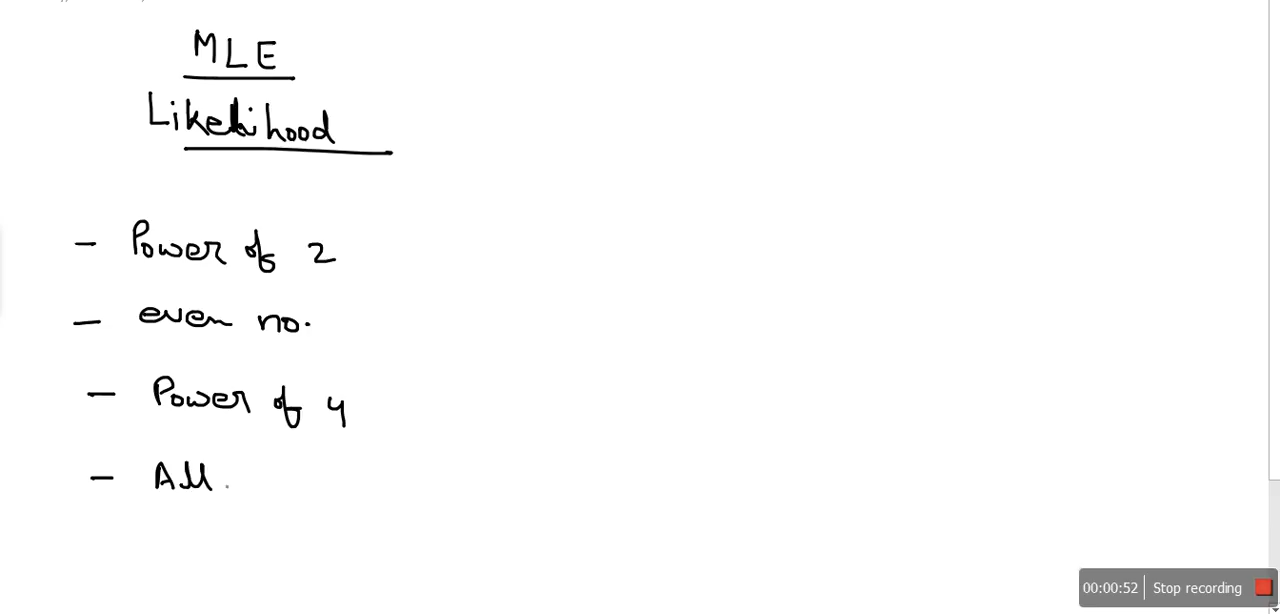 MLE
Likelihood
- Power of 2
- even no.
- Power of 4
- All.
00:00:52 Stop recording